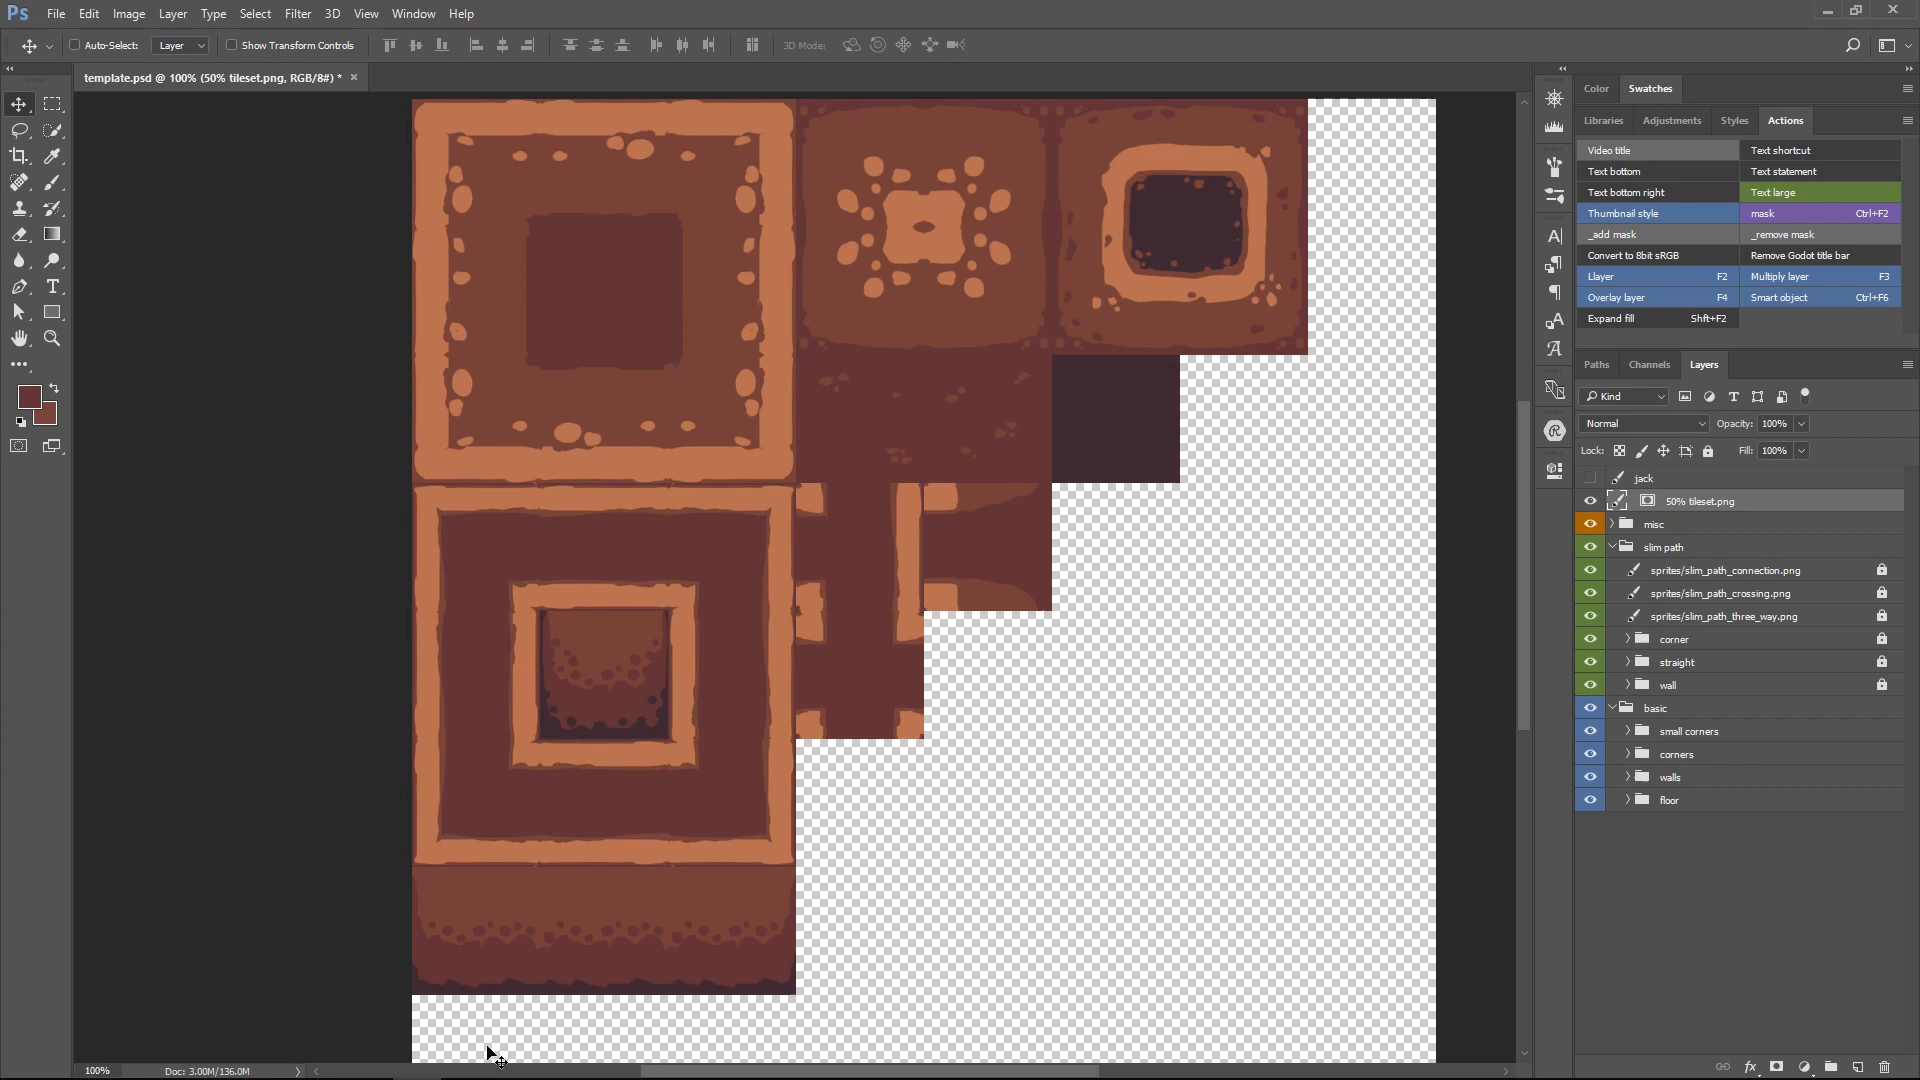 Ps File Edit Image Layer Type Select Filter 3D View Window Help
Auto-Select: Layer Show Transform Controls 3D Mode:
template.psd @ 100% (50% tileset.png, RGB/8#) *
Color Swatches
Libraries Adjustments Styles Actions
Video title Text shortcut
Text bottom Text statement
Text bottom right Text large
Thumbnail style mask Ctrl+F2
_add mask _remove mask
Convert to 8bit sRGB Remove Godot title bar
Llayer F2 Multiply layer F3
Overlay layer F4 Smart object Ctrl+F6
Expand fill Shft+F2
Paths Channels Layers
Kind
Normal Opacity: 100%
Lock: Fill: 100%
jack
50% tileset.png
misc
slim path
sprites/slim_path_connection.png
sprites/slim_path_crossing.png
sprites/slim_path_three_way.png
corner
straight
wall
basic
small corners
corners
walls
floor
100% Doc: 3.00M/136.0M
fx